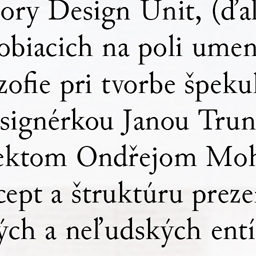 ory Design Unit, (ďal
obiacich na poli umen
zofie pri tvorbe špekul
signérkou Janou Trun
ektom Ondřejom Moh
cept a štruktúru preze
ých a neľudských entí